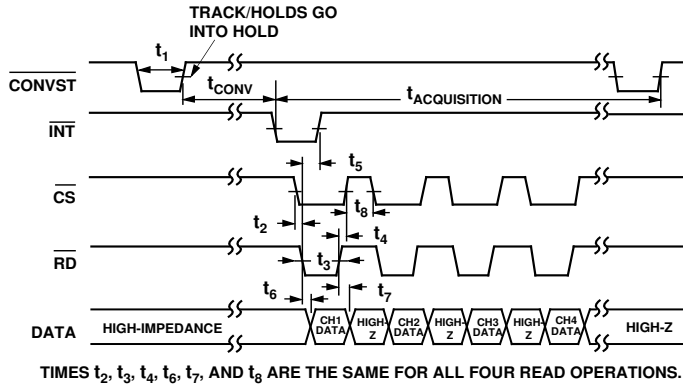 TRACK/HOLDS GO
INTO HOLD
t1
CONVST
tCONV
tACQUISITION
INT
t5
CS
t2
t8
t4
RD
t3
t6
t7
DATA
HIGH-IMPEDANCE
CH1
DATA
HIGH-
Z
CH2
DATA
HIGH-
Z
CH3
DATA
HIGH-
Z
CH4
DATA
HIGH-Z
TIMES t2, t3, t4, t6, t7, AND t8 ARE THE SAME FOR ALL FOUR READ OPERATIONS.